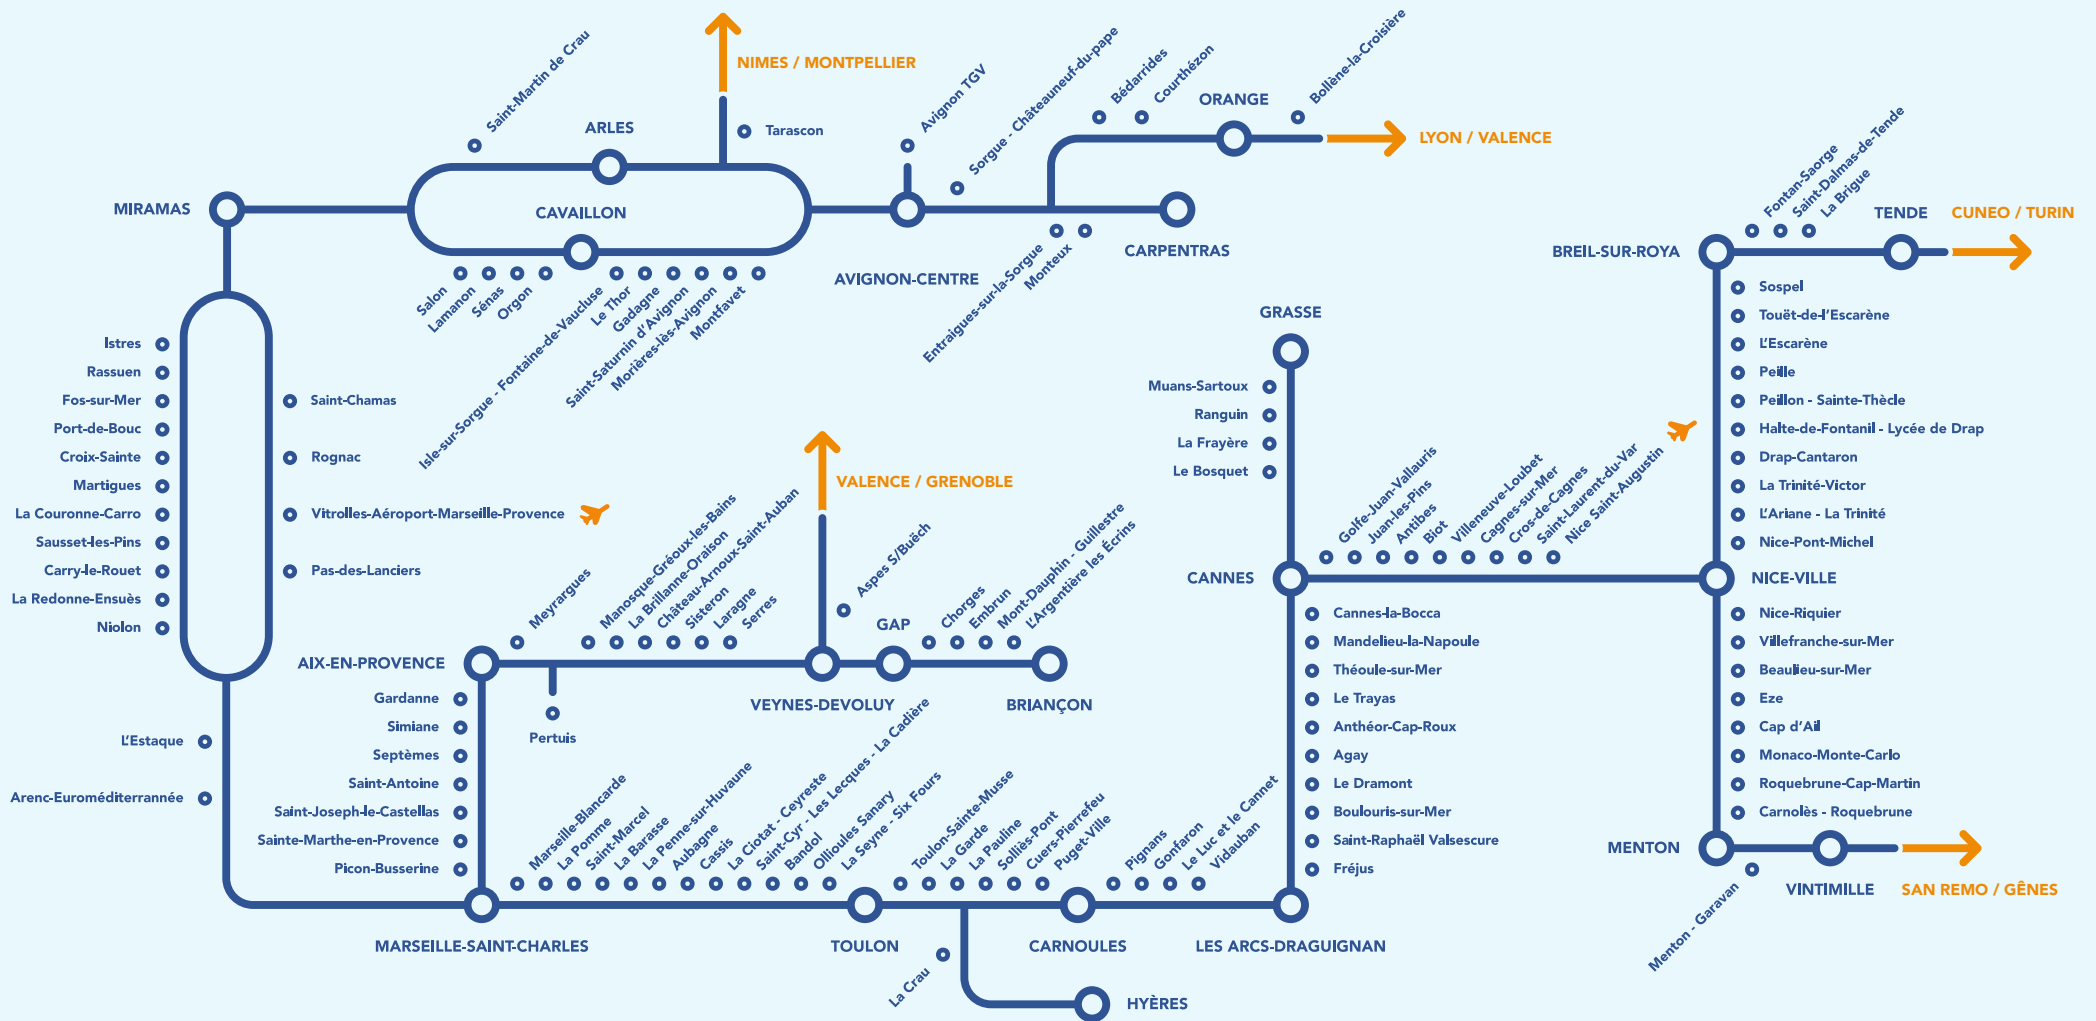 Saint-Martin de Crau
NIMES / MONTPELLIER
ARLES
Tarascon
Avignon TGV
Sorgue - Châteauneuf-du-pape
Bédarrides
Courthézon
ORANGE
Bollène-la-Croisière
LYON / VALENCE
MIRAMAS
CAVAILLON
AVIGNON-CENTRE
CARPENTRAS
Salon
Lamanon
Sénas
Orgon
Isle-sur-Sorgue - Fontaine-de-Vaucluse
Le Thor
Gadagne
Saint-Saturnin d'Avignon
Morières-lès-Avignon
Montfavet
Entraigues-sur-la-Sorgue
Monteux
Fontan-Saorge
Saint-Dalmas-de-Tende
La Brigue
TENDE
CUNEO / TURIN
BREIL-SUR-ROYA
Sospel
Touët-de-l'Escarène
L'Escarène
Peille
Peillon - Sainte-Thècle
Halte-de-Fontanil - Lycée de Drap
Drap-Cantaron
La Trinité-Victor
L'Ariane - La Trinité
Nice-Pont-Michel
Istres
Rassuen
Fos-sur-Mer
Port-de-Bouc
Croix-Sainte
Martigues
La Couronne-Carro
Sausset-les-Pins
Carry-le-Rouet
La Redonne-Ensuès
Niolon
Saint-Chamas
Rognac
Vitrolles-Aéroport-Marseille-Provence
Pas-des-Lanciers
L'Estaque
Arenc-Euroméditerrannée
GRASSE
Muans-Sartoux
Ranguin
La Frayère
Le Bosquet
CANNES
Golfe-Juan-Vallauris
Juan-les-Pins
Antibes
Biot
Villeneuve-Loubet
Cagnes-sur-Mer
Cros-de-Cagnes
Saint-Laurent-du-Var
Nice Saint-Augustin
NICE-VILLE
VALENCE / GRENOBLE
Meyrargues
Manosque-Gréoux-les-Bains
La Brillanne-Oraison
Château-Arnoux-Saint-Auban
Sisteron
Laragne
Serres
Aspes S/Buëch
GAP
Chorges
Embrun
Mont-Dauphin - Guillestre
L'Argentière les Écrins
AIX-EN-PROVENCE
Pertuis
VEYNES-DEVOLUY
BRIANÇON
Gardanne
Simiane
Septèmes
Saint-Antoine
Saint-Joseph-le-Castellas
Sainte-Marthe-en-Provence
Picon-Busserine
Marseille-Blancarde
La Pomme
Saint-Marcel
La Barasse
La Penne-sur-Huvaune
Aubagne
Cassis
La Ciotat - Ceyreste
Saint-Cyr - Les Lecques - La Cadière
Bandol
Ollioules Sanary
La Seyne - Six Fours
Toulon-Sainte-Musse
La Garde
La Pauline
Solliès-Pont
Cuers-Pierrefeu
Puget-Ville
Pignans
Gonfaron
Le Luc et le Cannet
Vidauban
Cannes-la-Bocca
Mandelieu-la-Napoule
Théoule-sur-Mer
Le Trayas
Anthéor-Cap-Roux
Agay
Le Dramont
Boulouris-sur-Mer
Saint-Raphaël Valsescure
Fréjus
Nice-Riquier
Villefranche-sur-Mer
Beaulieu-sur-Mer
Eze
Cap d'Ail
Monaco-Monte-Carlo
Roquebrune-Cap-Martin
Carnolès - Roquebrune
MENTON
Menton - Garavan
VINTIMILLE
SAN REMO / GÊNES
MARSEILLE-SAINT-CHARLES
TOULON
CARNOULES
LES ARCS-DRAGUIGNAN
La Crau
HYÈRES